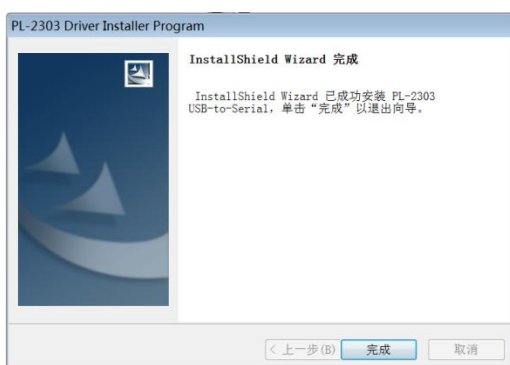 PL-2303 Driver Installer Program
InstallShield Wizard 完成
InstallShield Wizard 已成功安装 PL-2303
USB-to-Serial，单击“完成”以退出向导。
< 上一步(B)
完成
取消